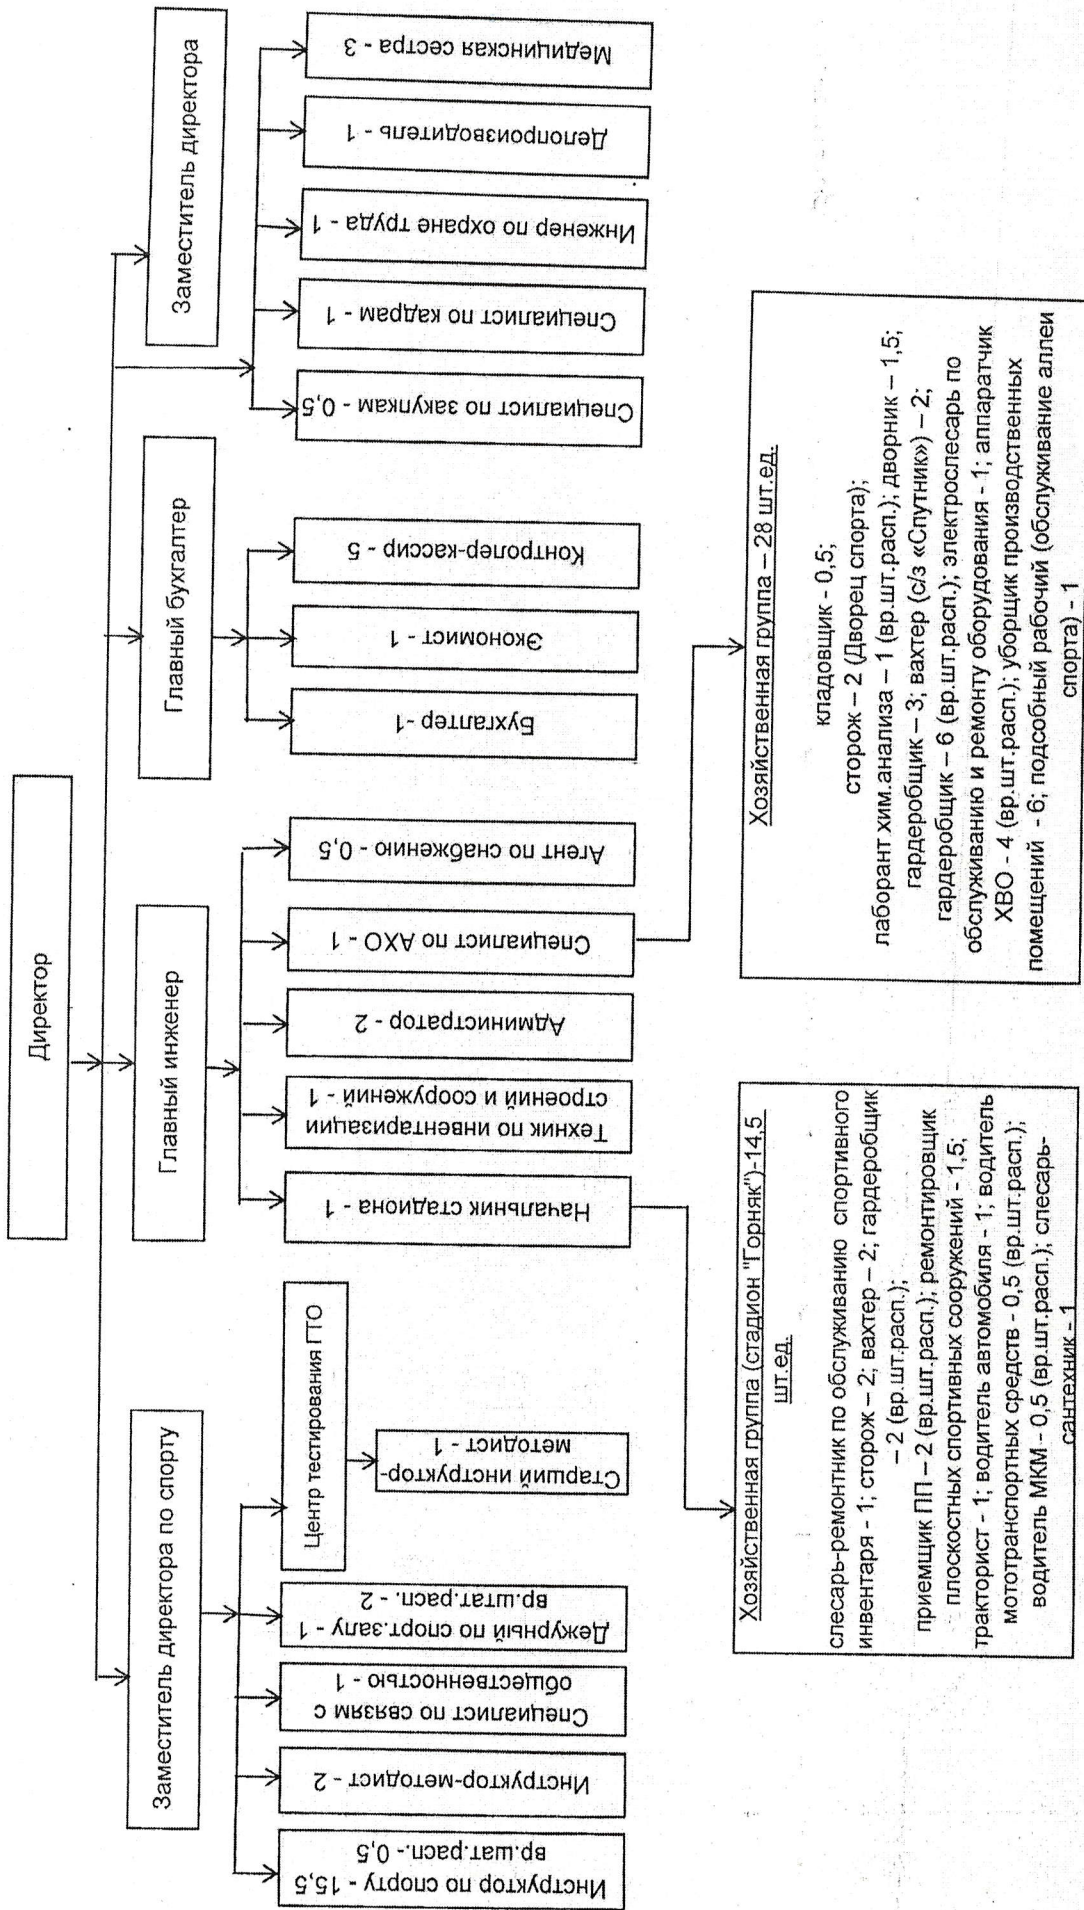 Директор
Заместитель директора по спорту
Главный инженер
Главный бухгалтер
Заместитель директора
Инструктор по спорту - 15,5
вр.шат.расп.- 0,5
Инструктор-методист - 2
Специалист по связям с
общественностью - 1
Дежурный по спорт.залу - 1
вр.штат.расп. - 2
Центр тестирования ГТО
Старший инструктор-
методист - 1
Начальник стадиона - 1
Техник по инвентаризации
строений и сооружений - 1
Администратор - 2
Специалист по АХО - 1
Агент по снабжению - 0,5
Бухгалтер -1
Экономист - 1
Контролер-кассир - 5
Специалист по закупкам - 0,5
Специалист по кадрам - 1
Инженер по охране труда - 1
Делопроизводитель - 1
Медицинская сестра - 3
Хозяйственная группа (стадион "Горняк")-14,5
шт.ед.
слесарь-ремонтник по обслуживанию спортивного
инвентаря - 1; сторож – 2; вахтер – 2; гардеробщик
– 2 (вр.шт.расп.);
приемщик ПП – 2 (вр.шт.расп.); ремонтировщик
плоскостных спортивных сооружений - 1,5;
тракторист - 1; водитель автомобиля - 1; водитель
мототранспортных средств - 0,5 (вр.шт.расп.);
водитель МКМ - 0,5 (вр.шт.расп.); слесарь-
сантехник - 1
Хозяйственная группа – 28 шт.ед.
кладовщик - 0,5;
сторож – 2 (Дворец спорта);
лаборант хим.анализа – 1 (вр.шт.расп.); дворник – 1,5;
гардеробщик – 3; вахтер (с/з «Спутник») – 2;
гардеробщик – 6 (вр.шт.расп.); электрослесарь по
обслуживанию и ремонту оборудования - 1; аппаратчик
ХВО - 4 (вр.шт.расп.); уборщик производственных
помещений - 6; подсобный рабочий (обслуживание аллеи
спорта) - 1